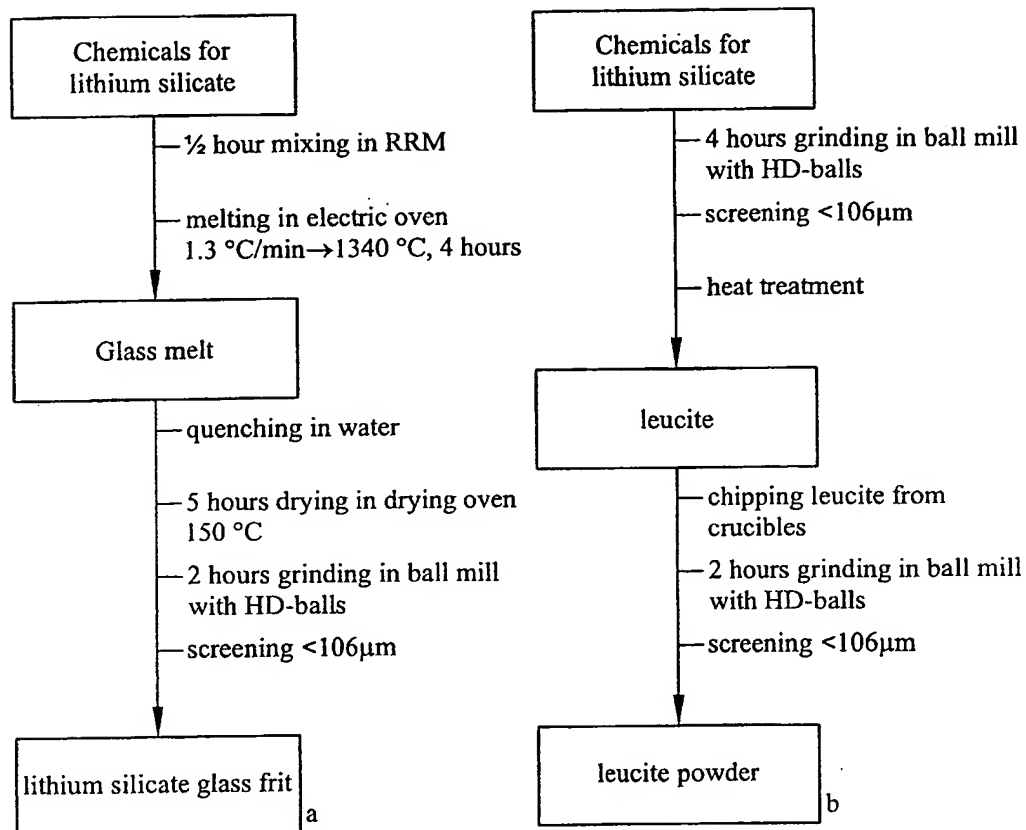 Chemicals for
lithium silicate
½ hour mixing in RRM
melting in electric oven
1.3 °C/min→1340 °C, 4 hours
Glass melt
quenching in water
5 hours drying in drying oven
150 °C
2 hours grinding in ball mill
with HD-balls
screening <106µm
lithium silicate glass frit
a
Chemicals for
lithium silicate
4 hours grinding in ball mill
with HD-balls
screening <106µm
heat treatment
leucite
chipping leucite from
crucibles
2 hours grinding in ball mill
with HD-balls
screening <106µm
leucite powder
b